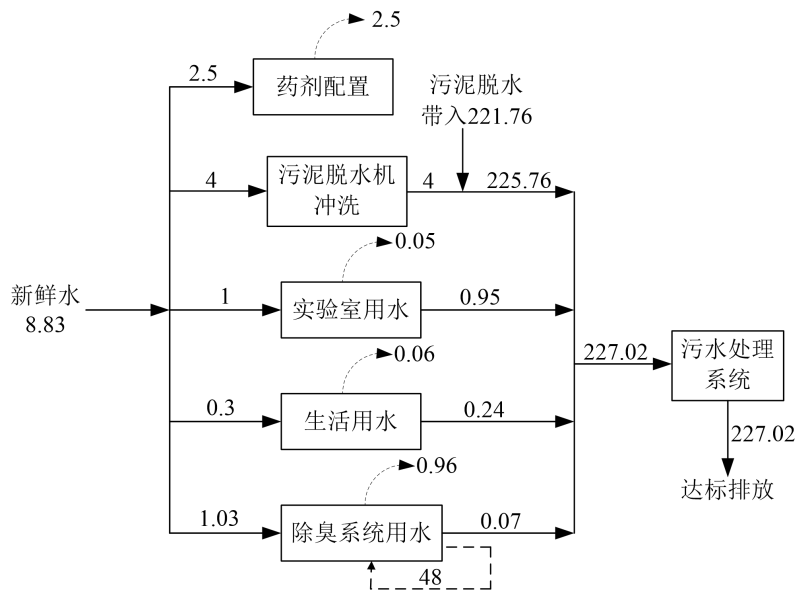 2.5
2.5
药剂配置
污泥脱水
带入221.76
4
污泥脱水机
冲洗
4
225.76
0.05
新鲜水
8.83
1
实验室用水
0.95
0.06
227.02
污水处理
系统
0.3
生活用水
0.24
227.02
0.96
达标排放
1.03
除臭系统用水
0.07
48